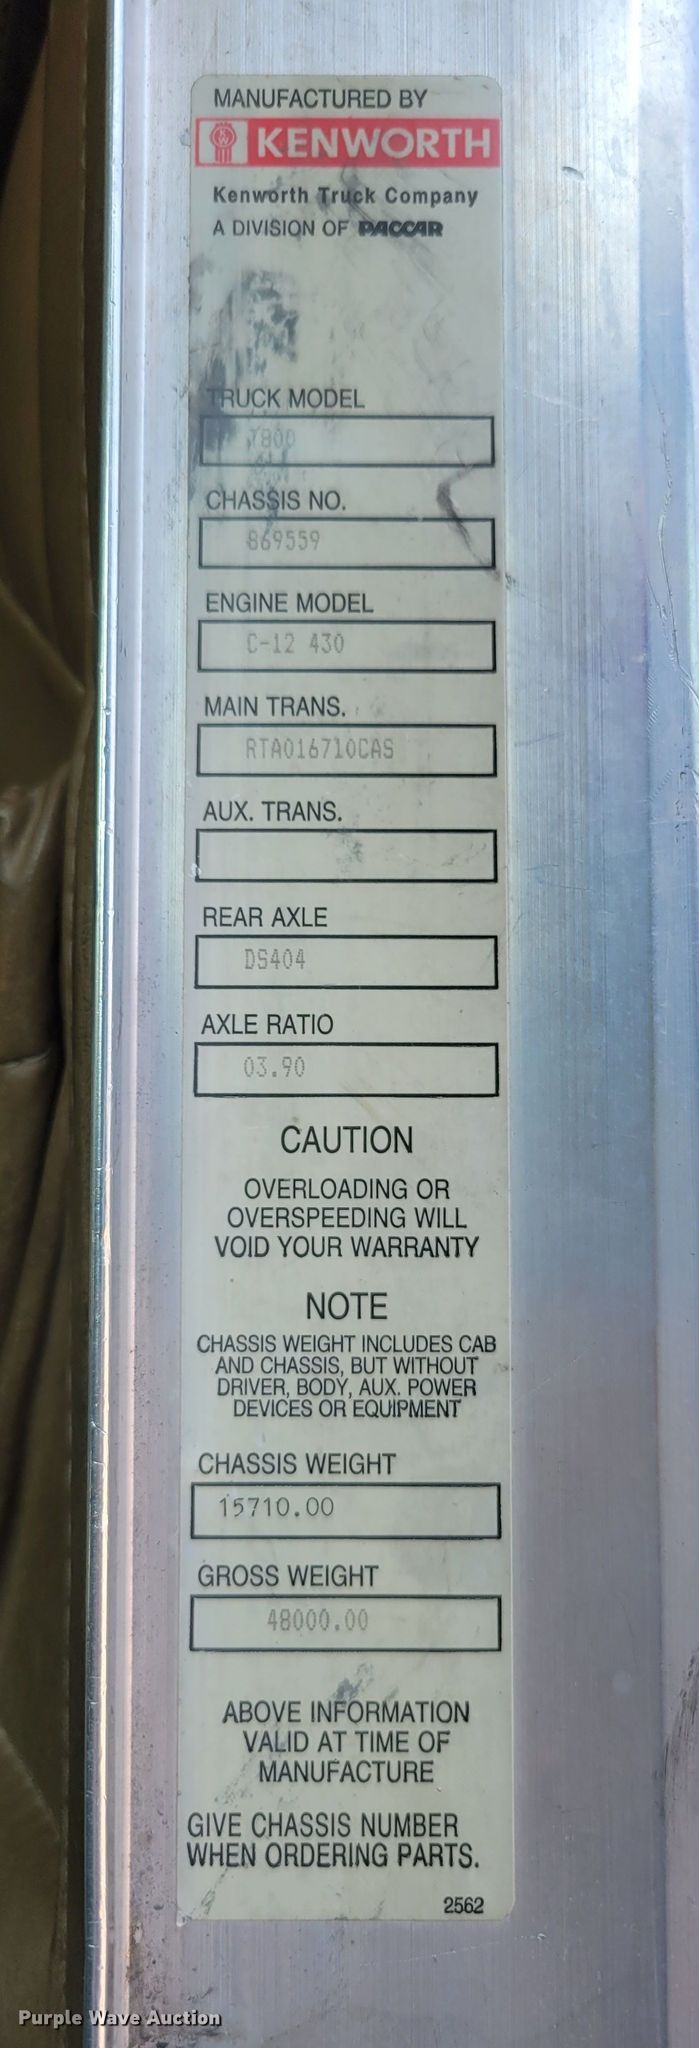 MANUFACTURED BY
KW KENWORTH
Kenworth Truck Company
A DIVISION OF PACCAR
TRUCK MODEL
T800
CHASSIS NO.
869559
ENGINE MODEL
C-12 430
MAIN TRANS.
RTAO16710CAS
AUX. TRANS.
REAR AXLE
DS404
AXLE RATIO
03.90
CAUTION
OVERLOADING OR
OVERSPEEDING WILL
VOID YOUR WARRANTY
NOTE
CHASSIS WEIGHT INCLUDES CAB
AND CHASSIS, BUT WITHOUT
DRIVER, BODY, AUX. POWER
DEVICES OR EQUIPMENT
CHASSIS WEIGHT
15710.00
GROSS WEIGHT
48000.00
ABOVE INFORMATION
VALID AT TIME OF
MANUFACTURE
GIVE CHASSIS NUMBER
WHEN ORDERING PARTS.
2562
Purple Wave Auction